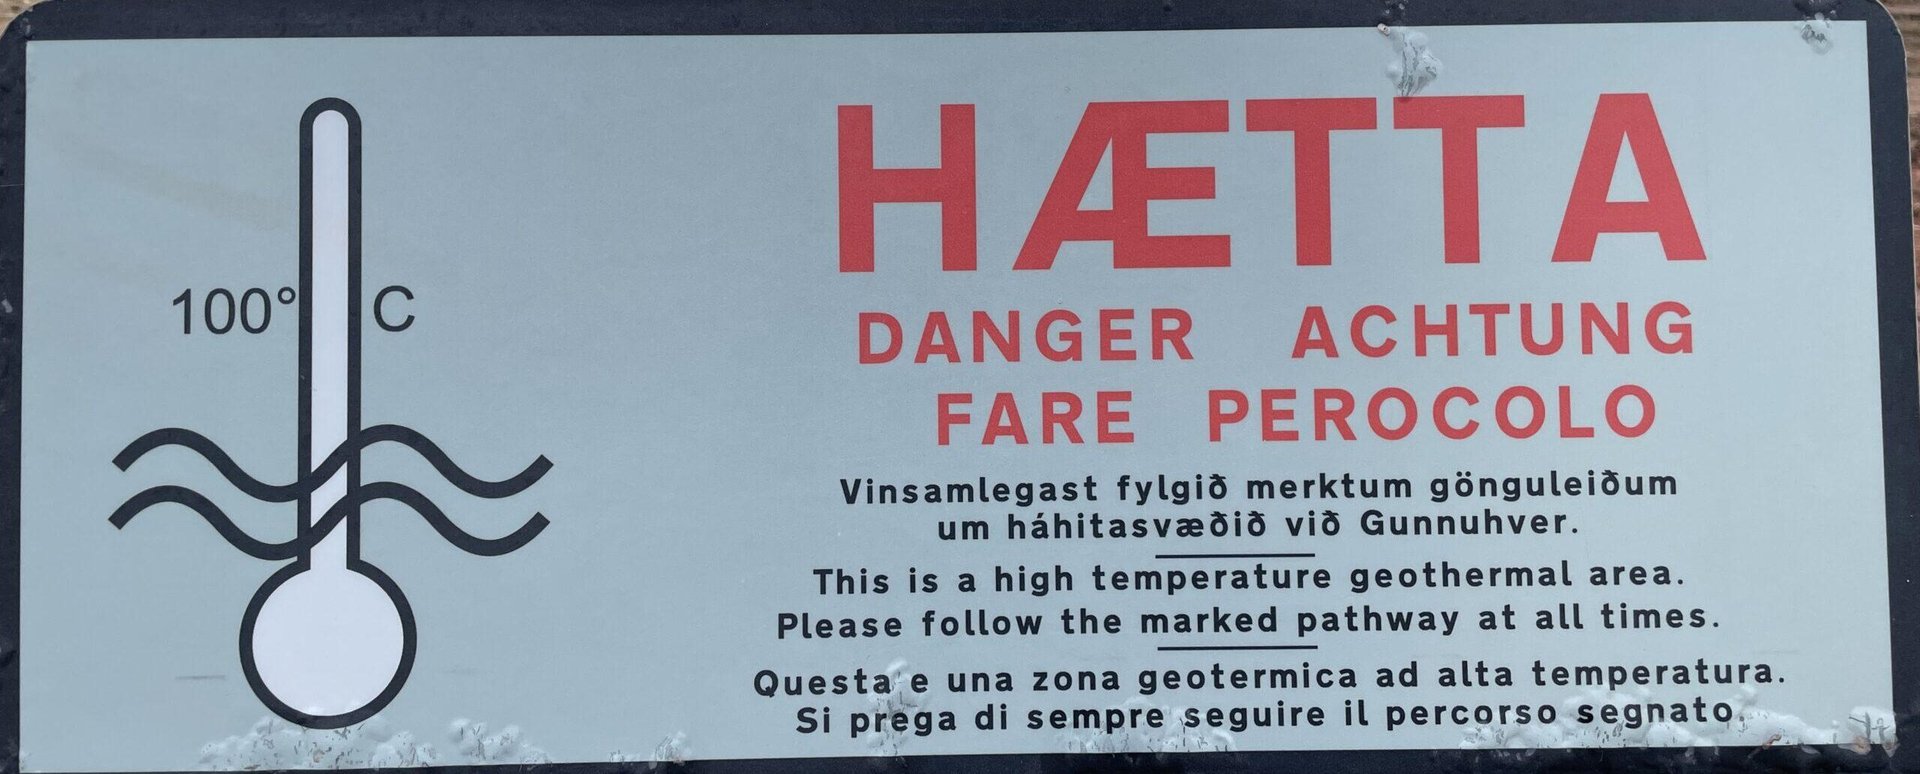 100° C
HÆTTA
DANGER ACHTUNG
FARE PEROCOLO
Vinsamlegast fylgið merktum gönguleiðum
um háhitasvæðið við Gunnuhver.
This is a high temperature geothermal area.
Please follow the marked pathway at all times.
Questa e una zona geotermica ad alta temperatura.
Si prega di sempre seguire il percorso segnato.